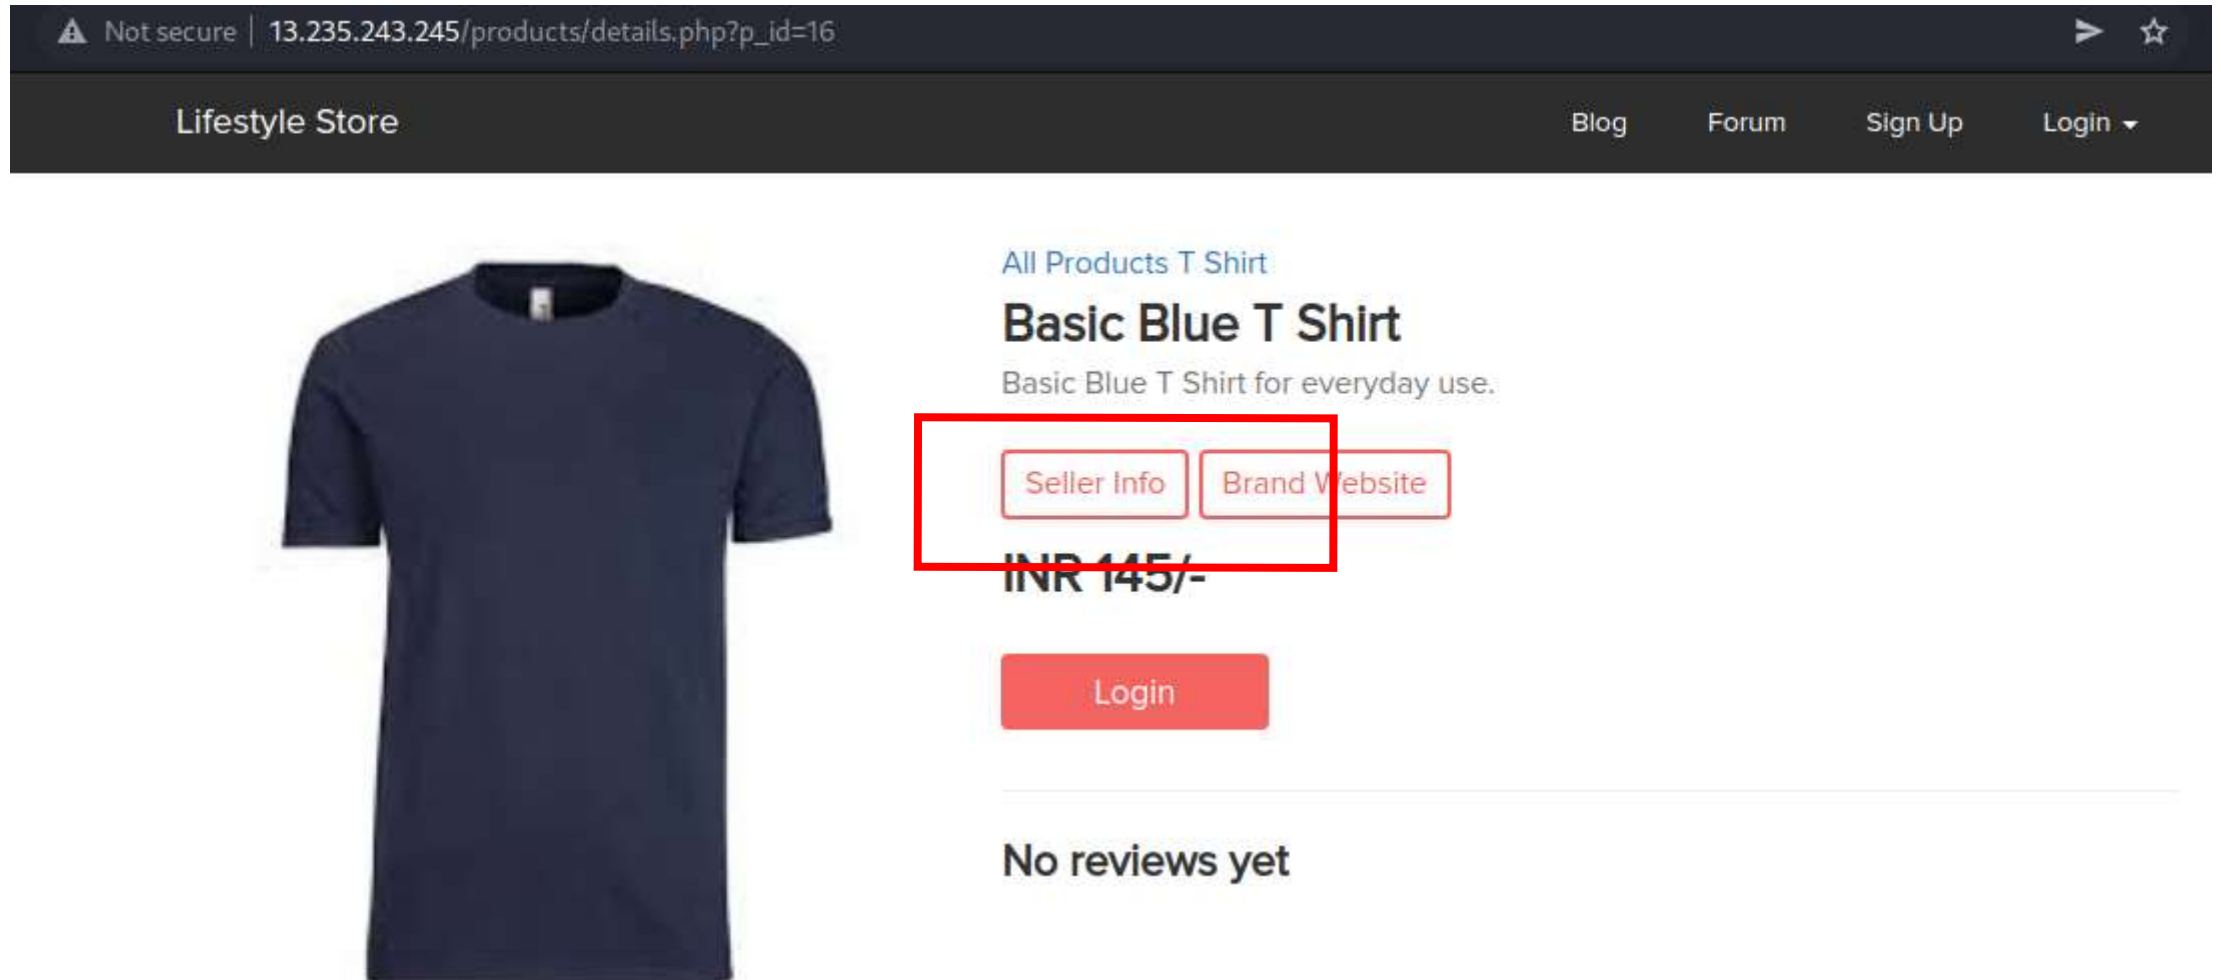 Not secure | 13.235.243.245/products/details.php?p_id=16
Lifestyle Store Blog Forum Sign Up Login
All Products T Shirt
Basic Blue T Shirt
Basic Blue T Shirt for everyday use.
Seller Info Brand Website
INR 145/-
Login
No reviews yet